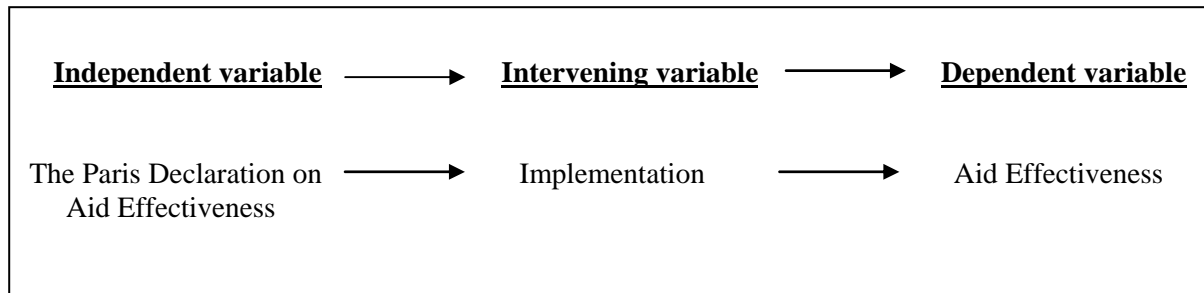 Independent variable Intervening variable Dependent variable
The Paris Declaration on Implementation Aid Effectiveness
Aid Effectiveness